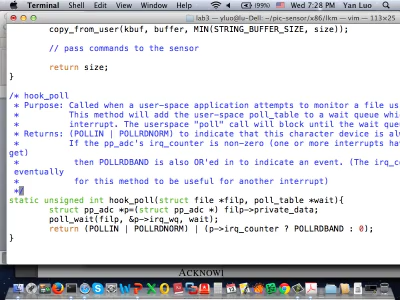 Terminal Shell Edit View Window Help (99%) Wed 7:28 PM Yan Luo
lab3 — yluo@lu-Dell: ~/pic-sensor/x86/lkm — vim — 113×25
copy_from_user(kbuf, buffer, MIN(STRING_BUFFER_SIZE, size));
// pass commands to the sensor
return size;
}
/* hook_poll
* Purpose: Called when a user-space application attempts to monitor a file us
* This method will add the user-space poll_table to a wait queue whic
* interrupt. The userspace "poll" call will block until the wait que
* Returns: (POLLIN | POLLRDNORM) to indicate that this character device is alw
* If the pp_adc's irq_counter is non-zero (one or more interrupts hav
get)
* then POLLRDBAND is also OR'ed in to indicate an event. (The irq_co
eventually
* for this method to be useful for another interrupt)
*/
static unsigned int hook_poll(struct file *filp, poll_table *wait){
struct pp_adc *p=(struct pp_adc *) filp->private_data;
poll_wait(filp, &p->irq_wq, wait);
return (POLLIN | POLLRDNORM) | (p->irq_counter ? POLLRDBAND : 0);
}